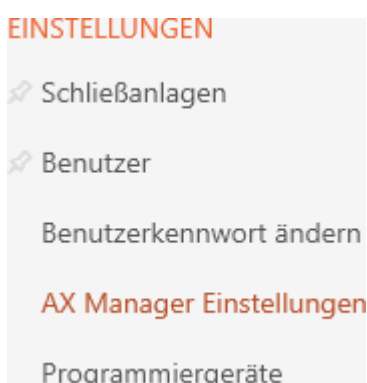 EINSTELLUNGEN
Schließanlagen
Benutzer
Benutzerkennwort ändern
AX Manager Einstellungen
Programmiergeräte